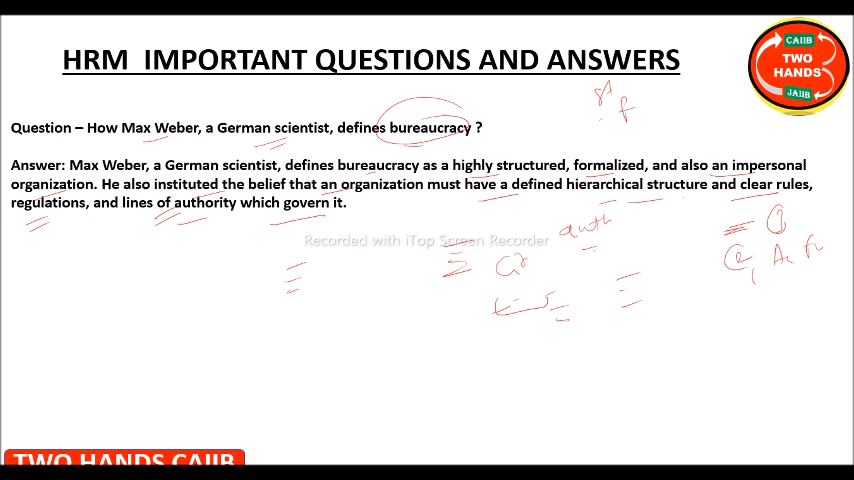 HRM IMPORTANT QUESTIONS AND ANSWERS
CAIIB
TWO
HANDS
JAIIB
Question – How Max Weber, a German scientist, defines bureaucracy ?
Answer: Max Weber, a German scientist, defines bureaucracy as a highly structured, formalized, and also an impersonal
organization. He also instituted the belief that an organization must have a defined hierarchical structure and clear rules,
regulations, and lines of authority which govern it.
Recorded with iTop Screen Recorder
auth
TWO HANDS CAIIB